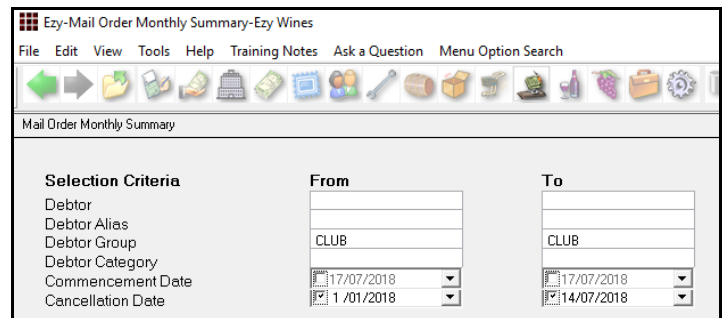 Ezy-Mail Order Monthly Summary-Ezy Wines
File Edit View Tools Help Training Notes Ask a Question Menu Option Search
Mail Order Monthly Summary
Selection Criteria From To
Debtor
Debtor Alias
Debtor Group CLUB CLUB
Debtor Category
Commencement Date 17/07/2018 17/07/2018
Cancellation Date 1 /01/2018 14/07/2018